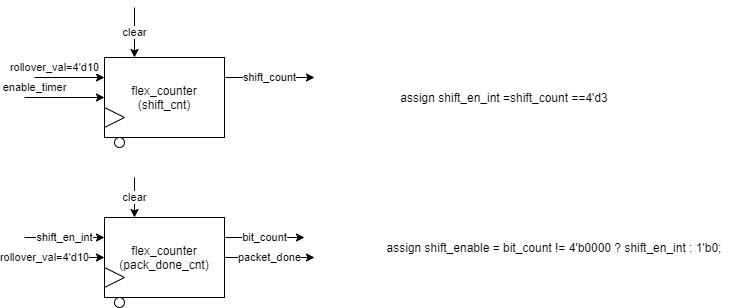 clear
rollover_val=4'd10
enable_timer
flex_counter
(shift_cnt)
shift_count
assign shift_en_int =shift_count ==4'd3
clear
shift_en_int
rollover_val=4'd10
flex_counter
(pack_done_cnt)
bit_count
packet_done
assign shift_enable = bit_count != 4'b0000 ? shift_en_int : 1'b0;